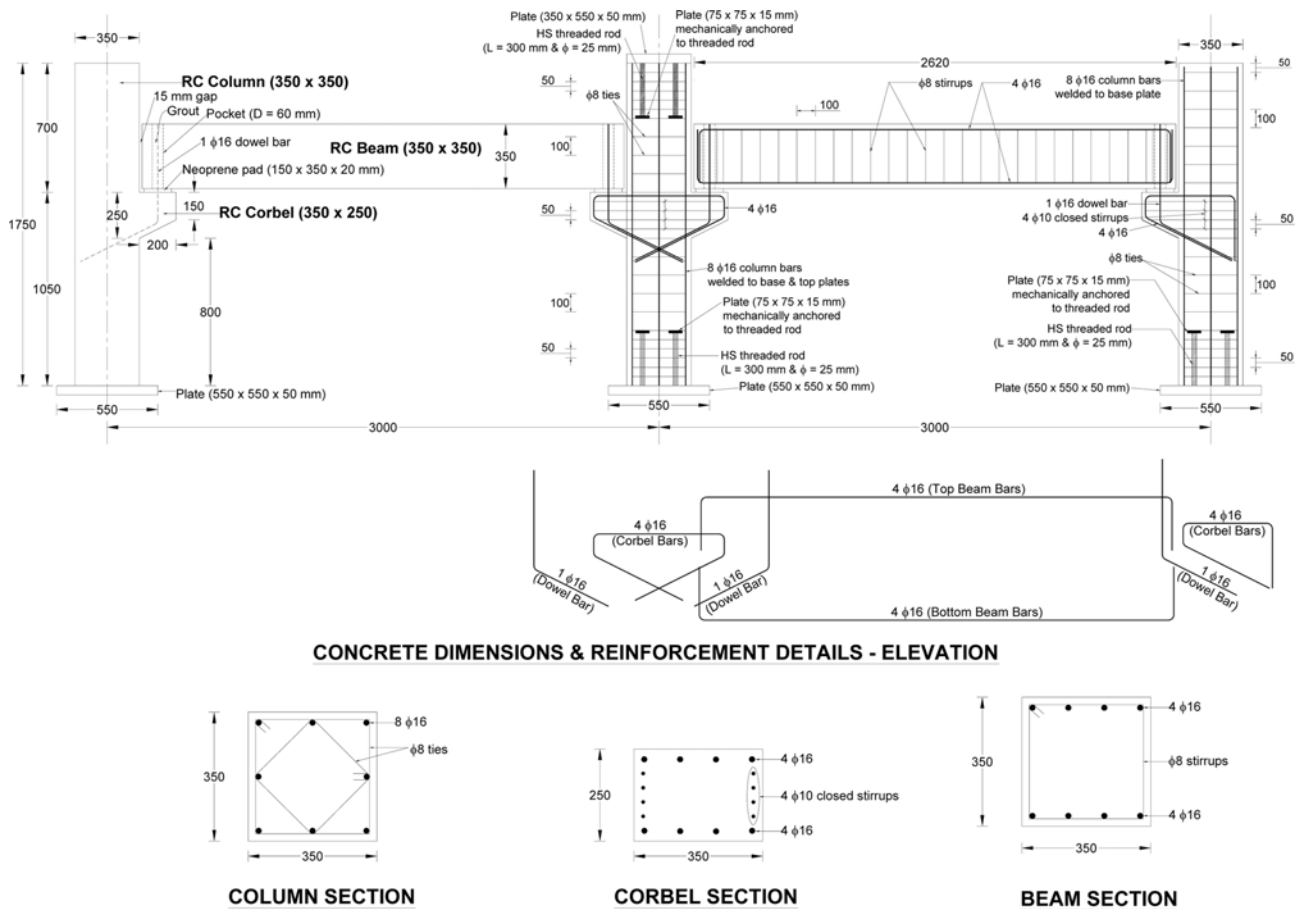 Plate (350 x 550 x 50 mm)
HS threaded rod
(L = 300 mm & ϕ = 25 mm)
Plate (75 x 75 x 15 mm)
mechanically anchored
to threaded rod
350
RC Column (350 x 350)
15 mm gap
Grout
Pocket (D = 60 mm)
1 ϕ16 dowel bar
RC Beam (350 x 350)
Neoprene pad (150 x 350 x 20 mm)
RC Corbel (350 x 250)
700
1750
1050
250
150
200
800
350
100
50
ϕ8 ties
2620
ϕ8 stirrups
4 ϕ16
100
350
8 ϕ16 column bars
welded to base plate
50
100
50
4 ϕ16
1 ϕ16 dowel bar
4 ϕ10 closed stirrups
4 ϕ16
ϕ8 ties
50
100
8 ϕ16 column bars
welded to base & top plates
100
Plate (75 x 75 x 15 mm)
mechanically anchored
to threaded rod
50
HS threaded rod
(L = 300 mm & ϕ = 25 mm)
Plate (550 x 550 x 50 mm)
Plate (75 x 75 x 15 mm)
mechanically anchored
to threaded rod
HS threaded rod
(L = 300 mm & ϕ = 25 mm)
50
Plate (550 x 550 x 50 mm)
Plate (550 x 550 x 50 mm)
550
550
550
3000
3000
4 ϕ16 (Top Beam Bars)
4 ϕ16
(Corbel Bars)
4 ϕ16
(Corbel Bars)
1 ϕ16
(Dowel Bar)
1 ϕ16
(Dowel Bar)
1 ϕ16
(Dowel Bar)
4 ϕ16 (Bottom Beam Bars)
CONCRETE DIMENSIONS & REINFORCEMENT DETAILS - ELEVATION
350
8 ϕ16
ϕ8 ties
350
COLUMN SECTION
250
4 ϕ16
4 ϕ10 closed stirrups
4 ϕ16
350
CORBEL SECTION
350
4 ϕ16
ϕ8 stirrups
4 ϕ16
350
BEAM SECTION